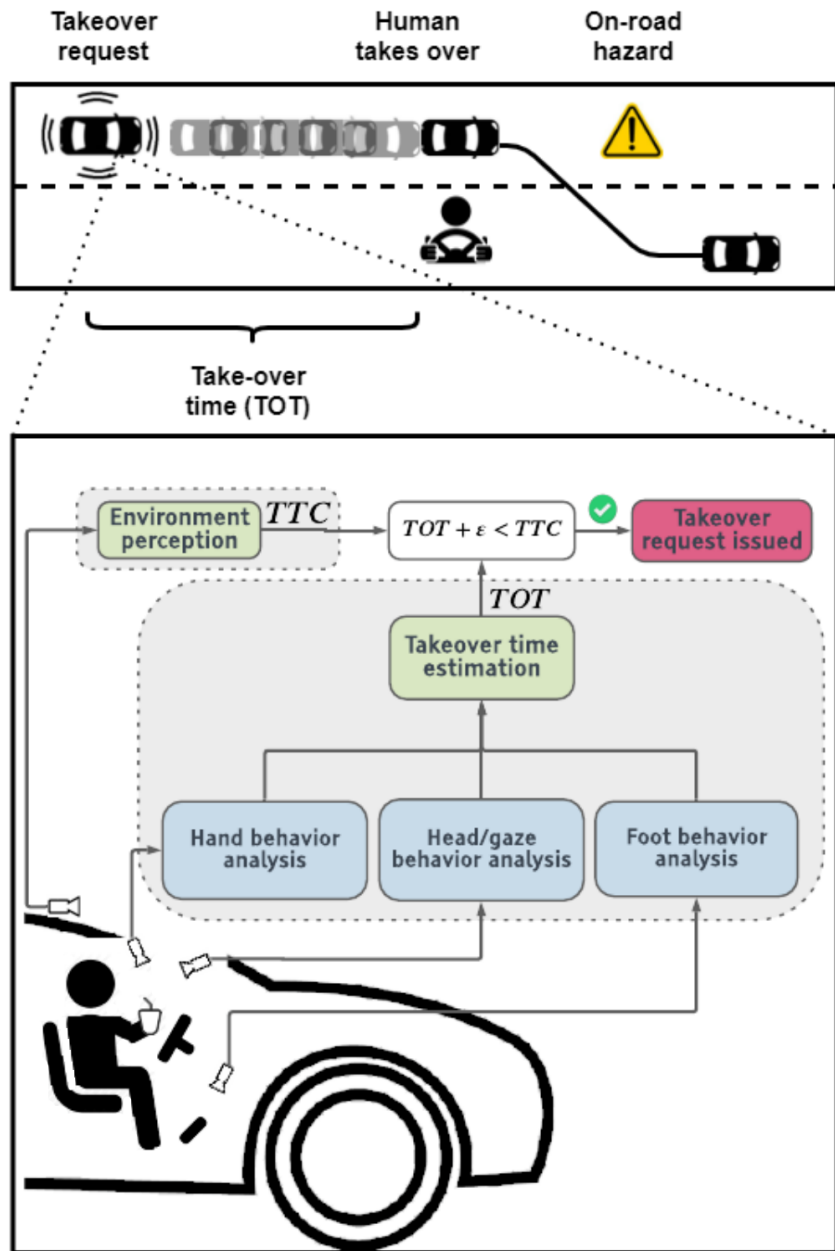 Takeover
request
Human
takes over
On-road
hazard
Take-over
time (TOT)
Environment
perception
TTC
TOT + ε < TTC
Takeover
request issued
TOT
Takeover time
estimation
Hand behavior
analysis
Head/gaze
behavior analysis
Foot behavior
analysis